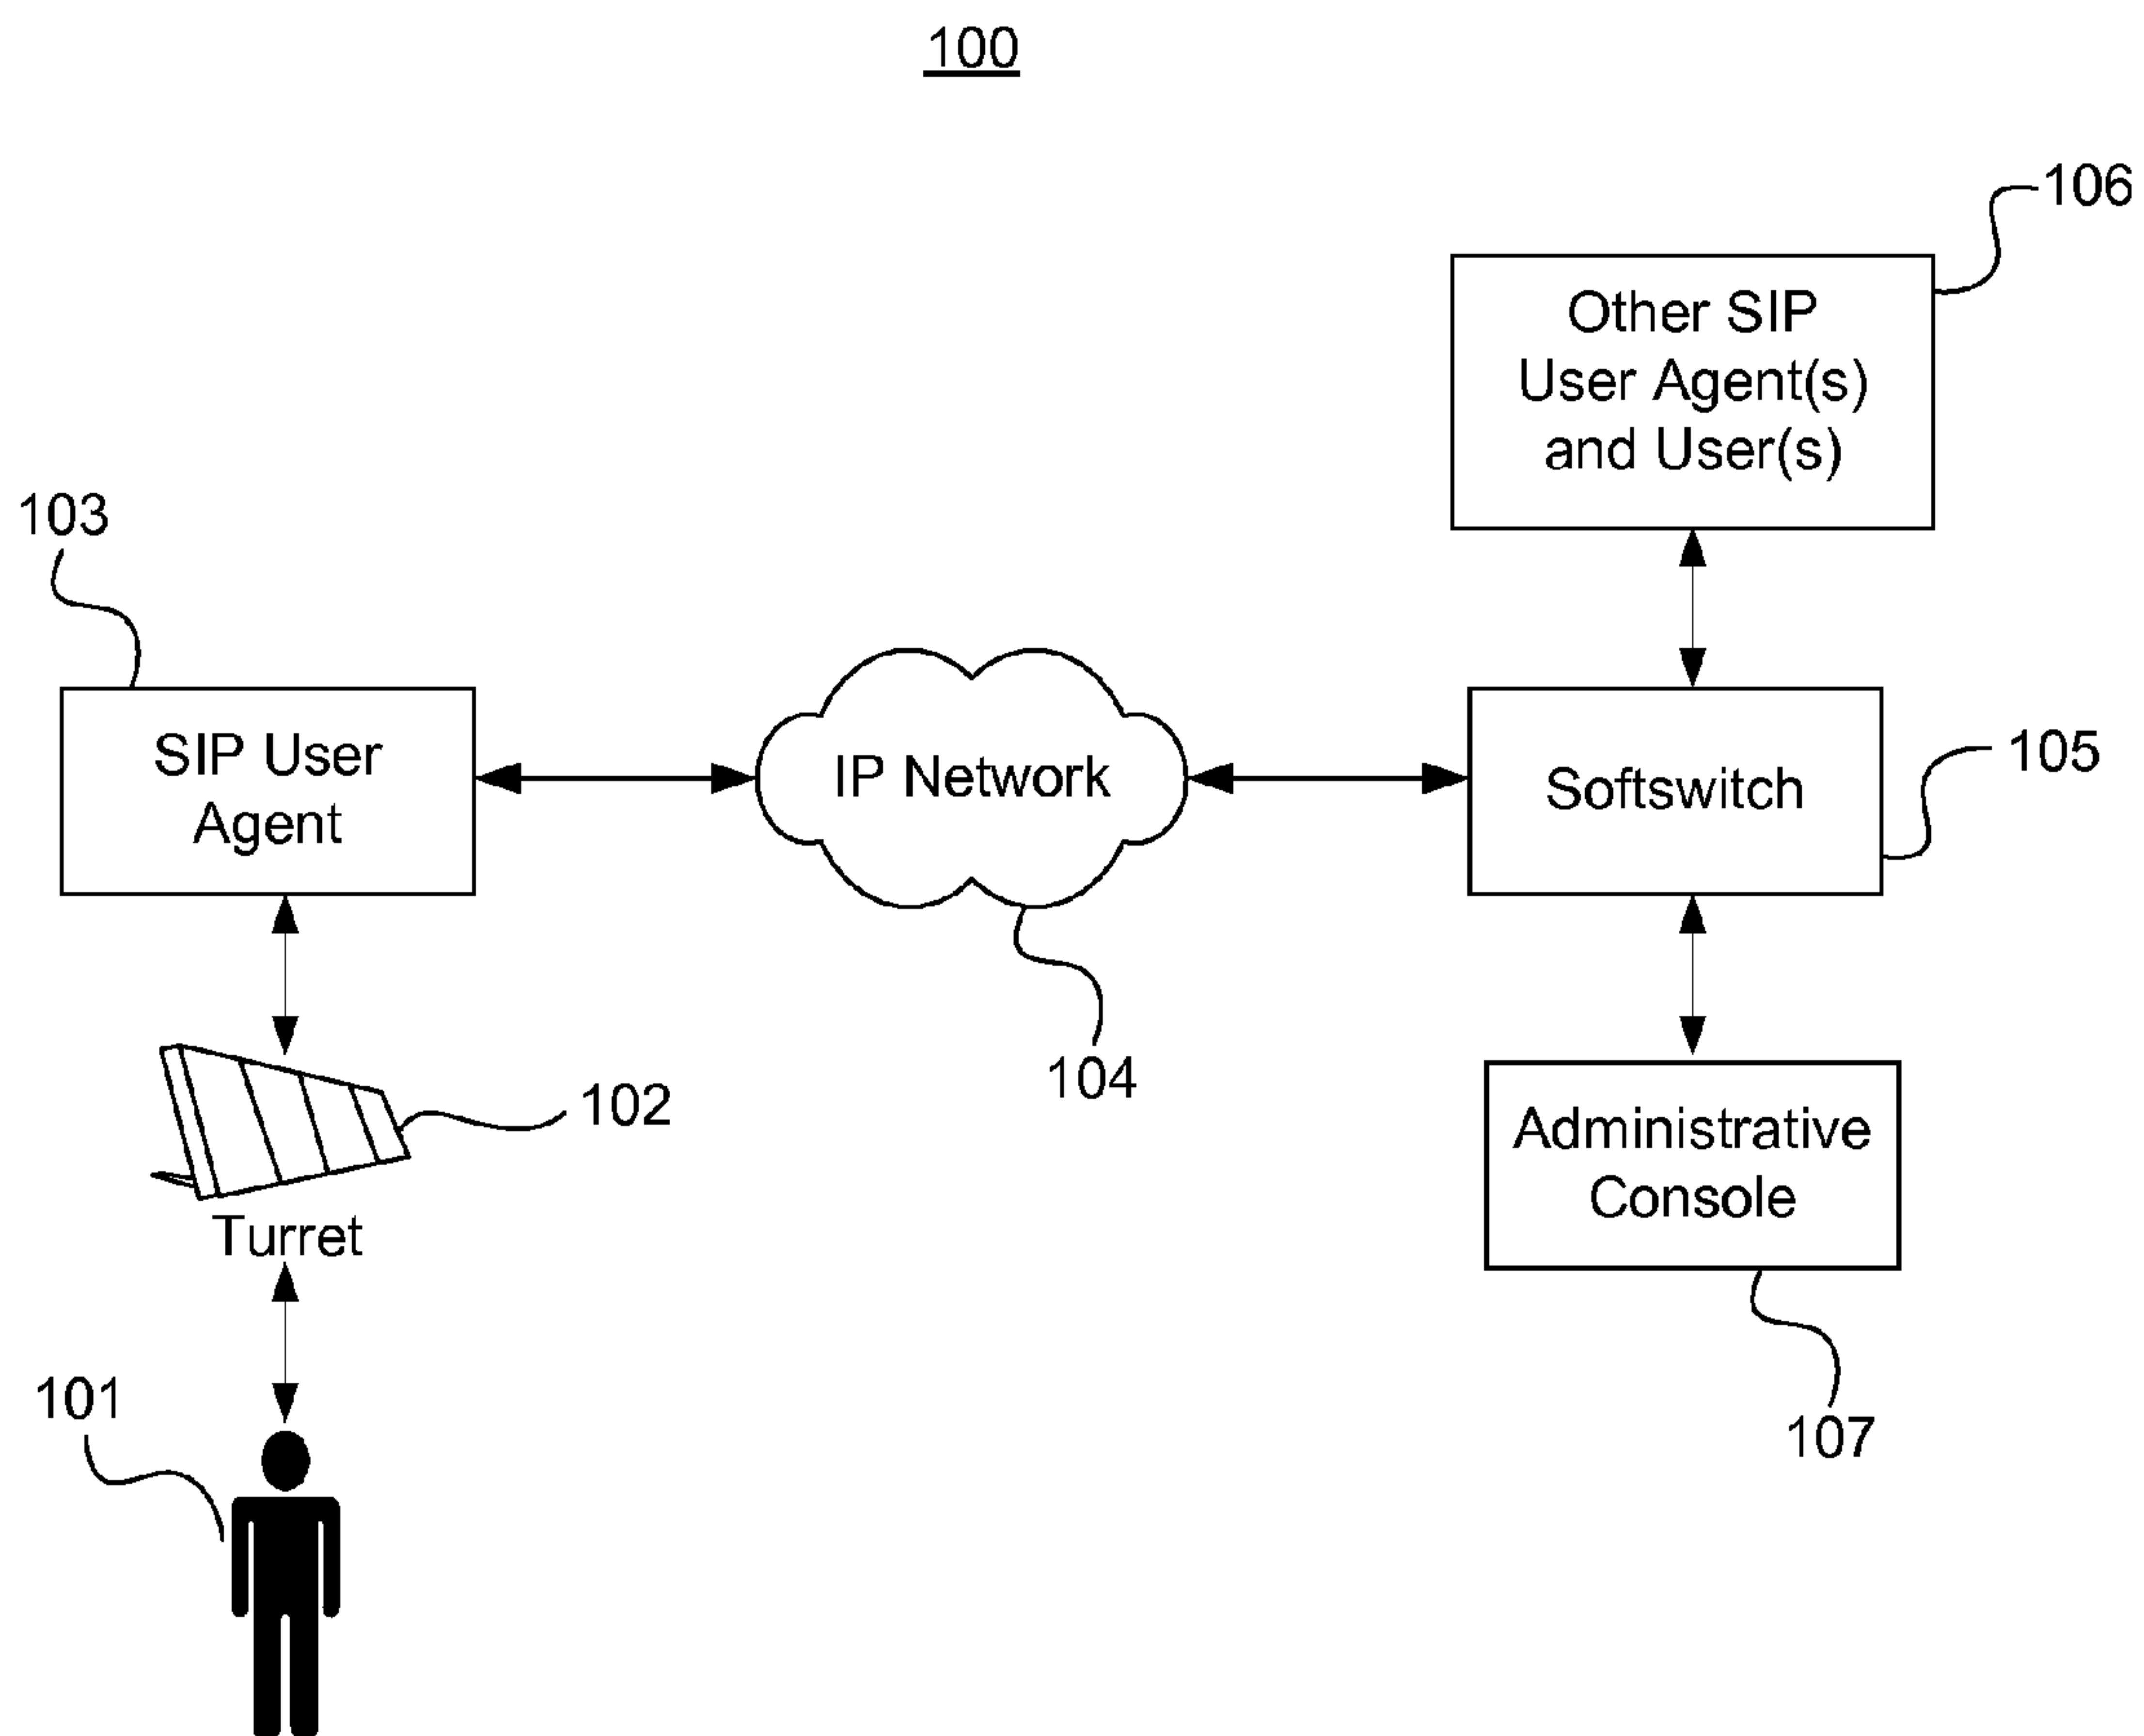 100
106
Other SIP
User Agent(s)
and User(s)
103
SIP User
Agent
IP Network
Softswitch
105
104
102
Turret
Administrative
Console
101
107